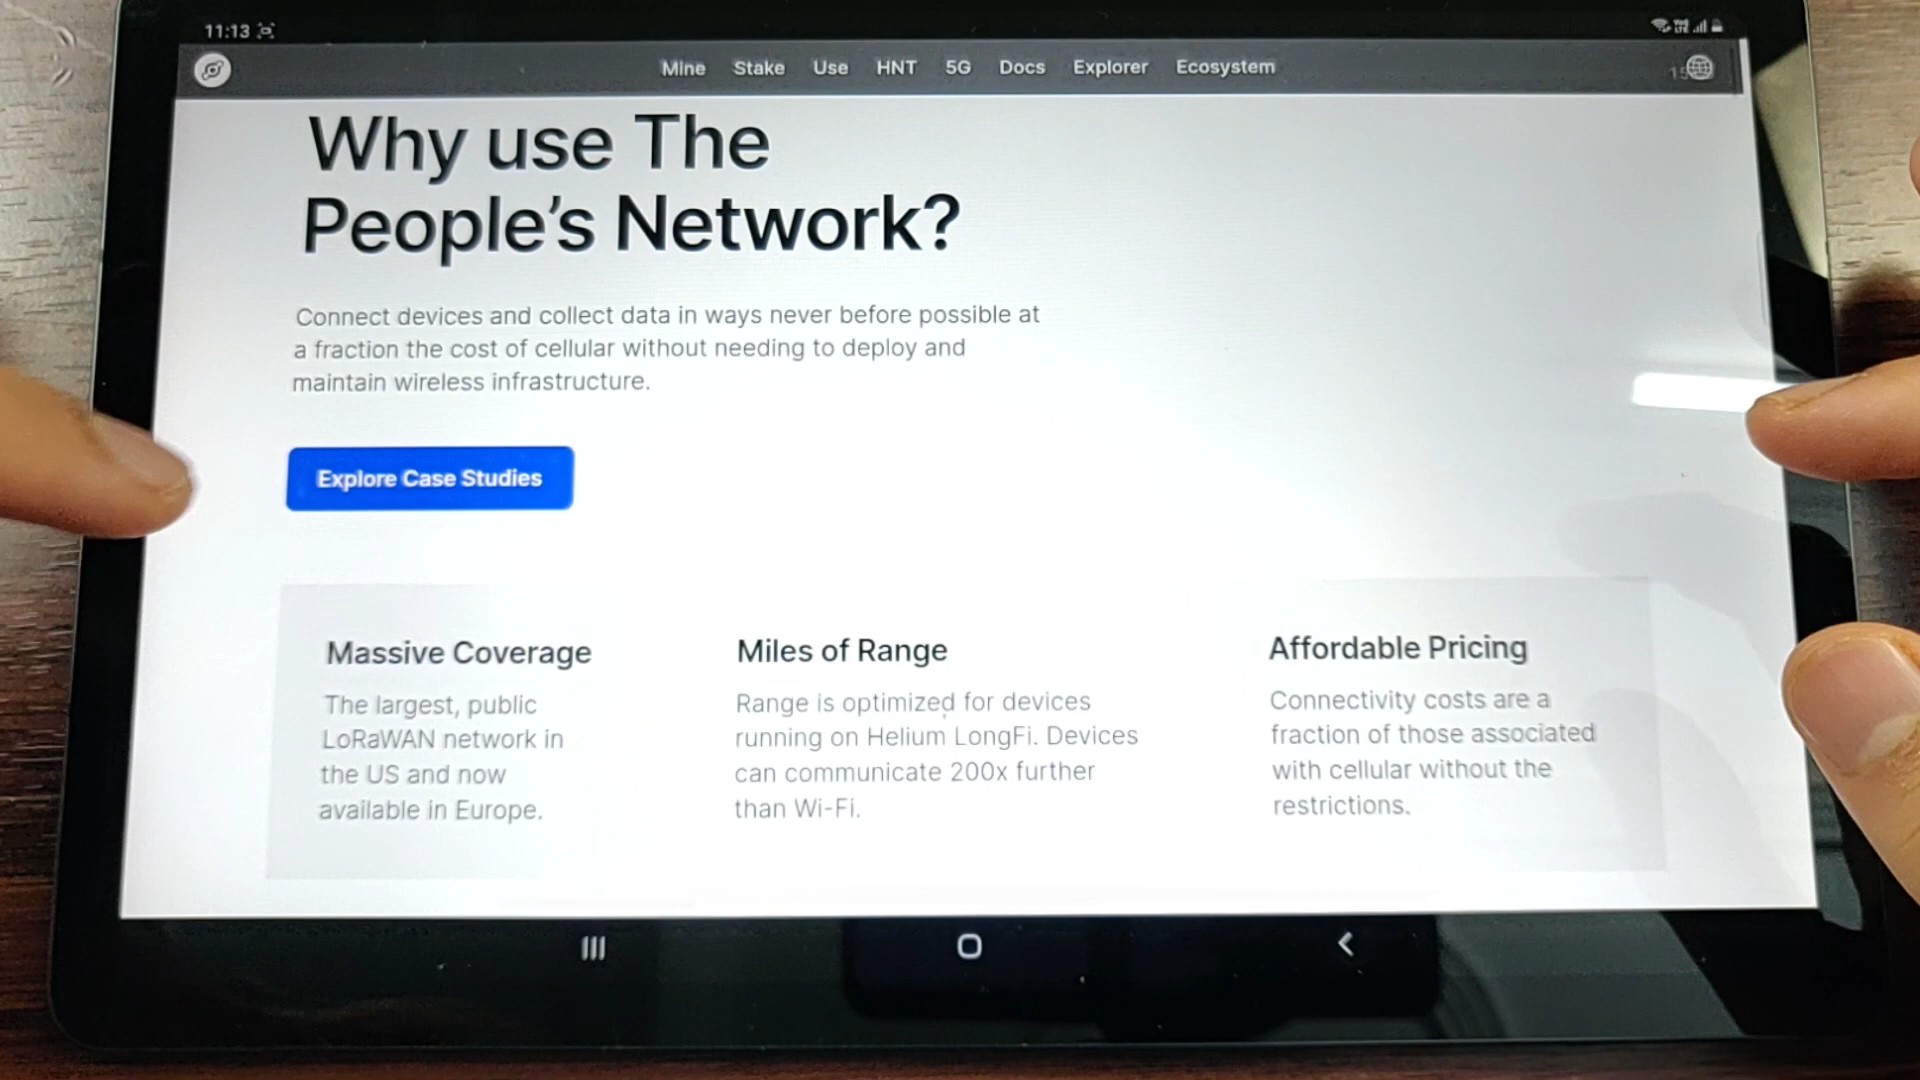 11:13
Mine Stake Use HNT 5G Docs Explorer Ecosystem
Why use The
People's Network?
Connect devices and collect data in ways never before possible at
a fraction the cost of cellular without needing to deploy and
maintain wireless infrastructure.
Explore Case Studies
Massive Coverage
The largest, public
LoRaWAN network in
the US and now
available in Europe.
Miles of Range
Range is optimized for devices
running on Helium LongFi. Devices
can communicate 200x further
than Wi-Fi.
Affordable Pricing
Connectivity costs are a
fraction of those associated
with cellular without the
restrictions.